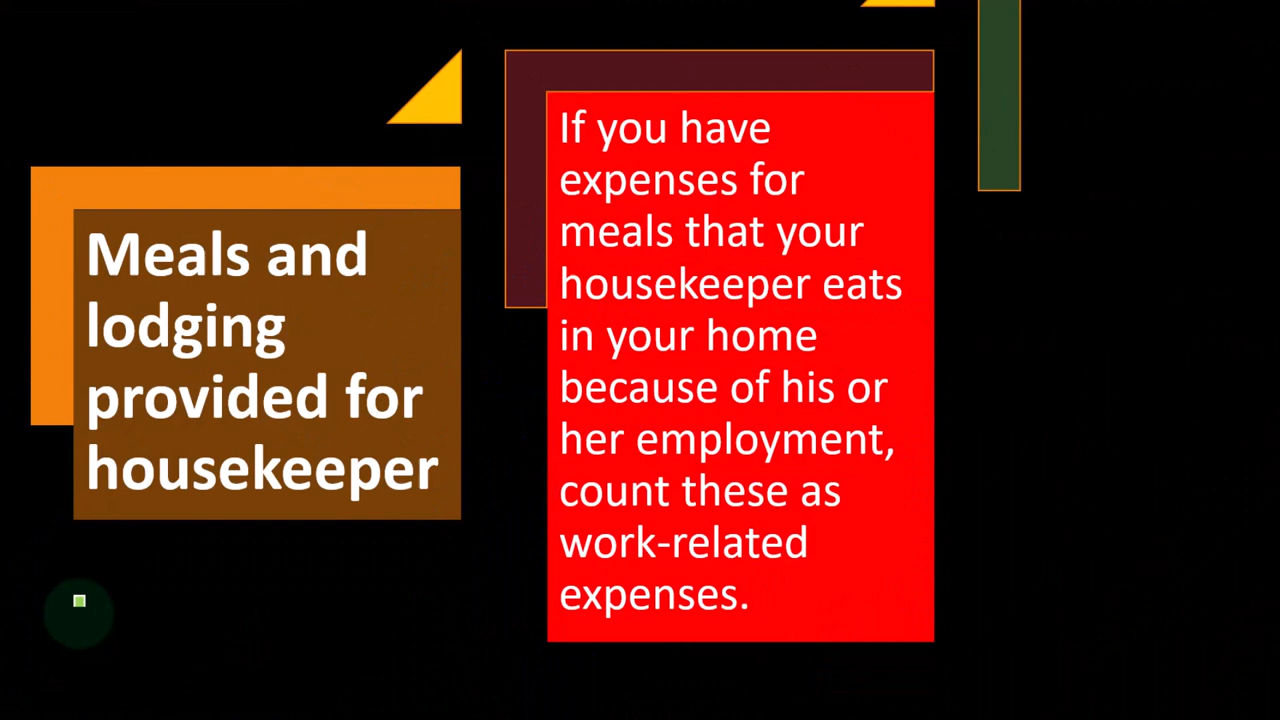 Meals and
lodging
provided for
housekeeper
If you have
expenses for
meals that your
housekeeper eats
in your home
because of his or
her employment,
count these as
work-related
expenses.